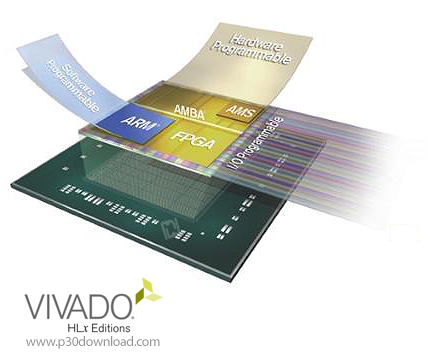 Hardware
Programmable
Software
Programmable
AMBA
AMS
ARM®
FPGA
I/O Programmable
VIVADO®
HLx Editions
www.p30download.com